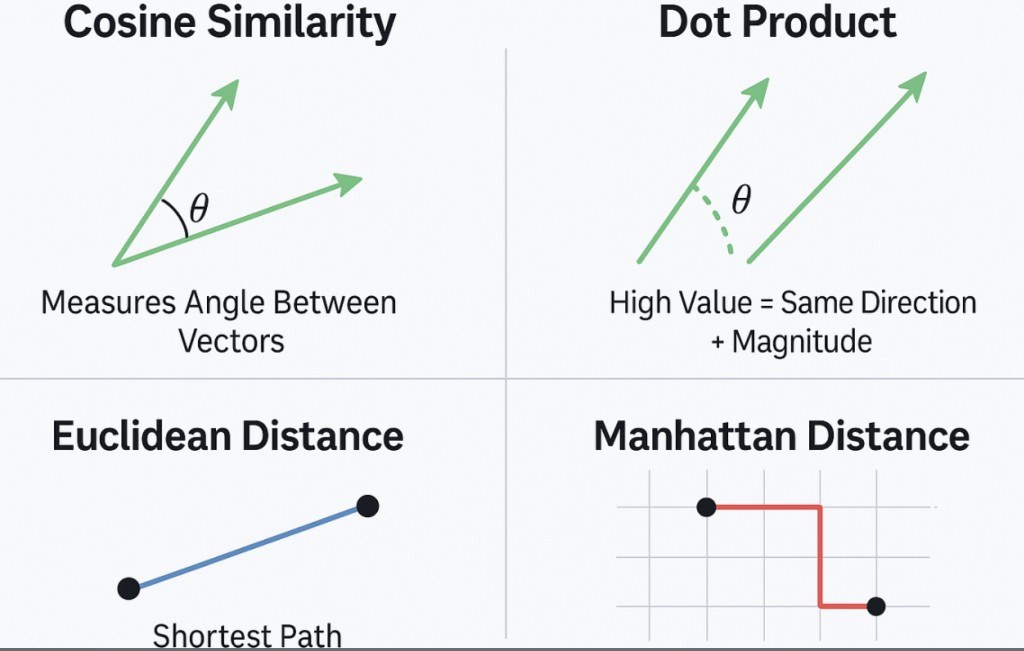 Cosine Similarity
θ
Measures Angle Between
Vectors
Dot Product
θ
High Value = Same Direction
+ Magnitude
Euclidean Distance
Shortest Path
Manhattan Distance